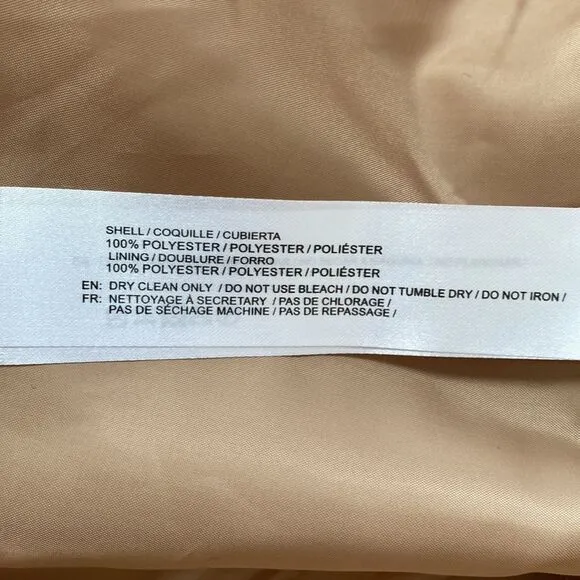 SHELL / COQUILLE / CUBIERTA
100% POLYESTER / POLYESTER / POLIÉSTER
LINING / DOUBLURE / FORRO
100% POLYESTER / POLYESTER / POLIÉSTER
EN: DRY CLEAN ONLY / DO NOT USE BLEACH / DO NOT TUMBLE DRY / DO NOT IRON /
FR: NETTOYAGE À SECRETARY / PAS DE CHLORAGE /
PAS DE SÉCHAGE MACHINE / PAS DE REPASSAGE /